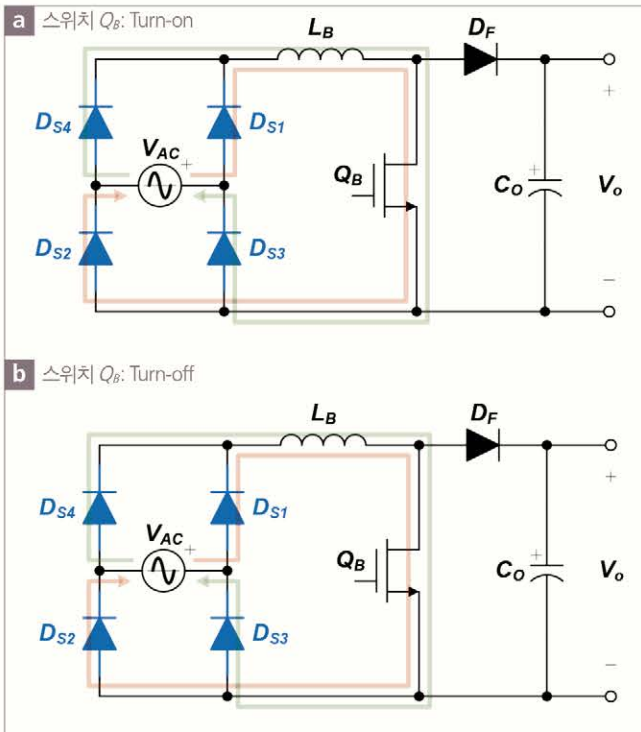 a 스위치 QB: Turn-on
LB
DF
DS4
DS1
VAC
+
QB
CO
+
+
Vo
−
DS2
DS3
b 스위치 QB: Turn-off
LB
DF
DS4
DS1
VAC
+
QB
CO
+
+
Vo
−
DS2
DS3